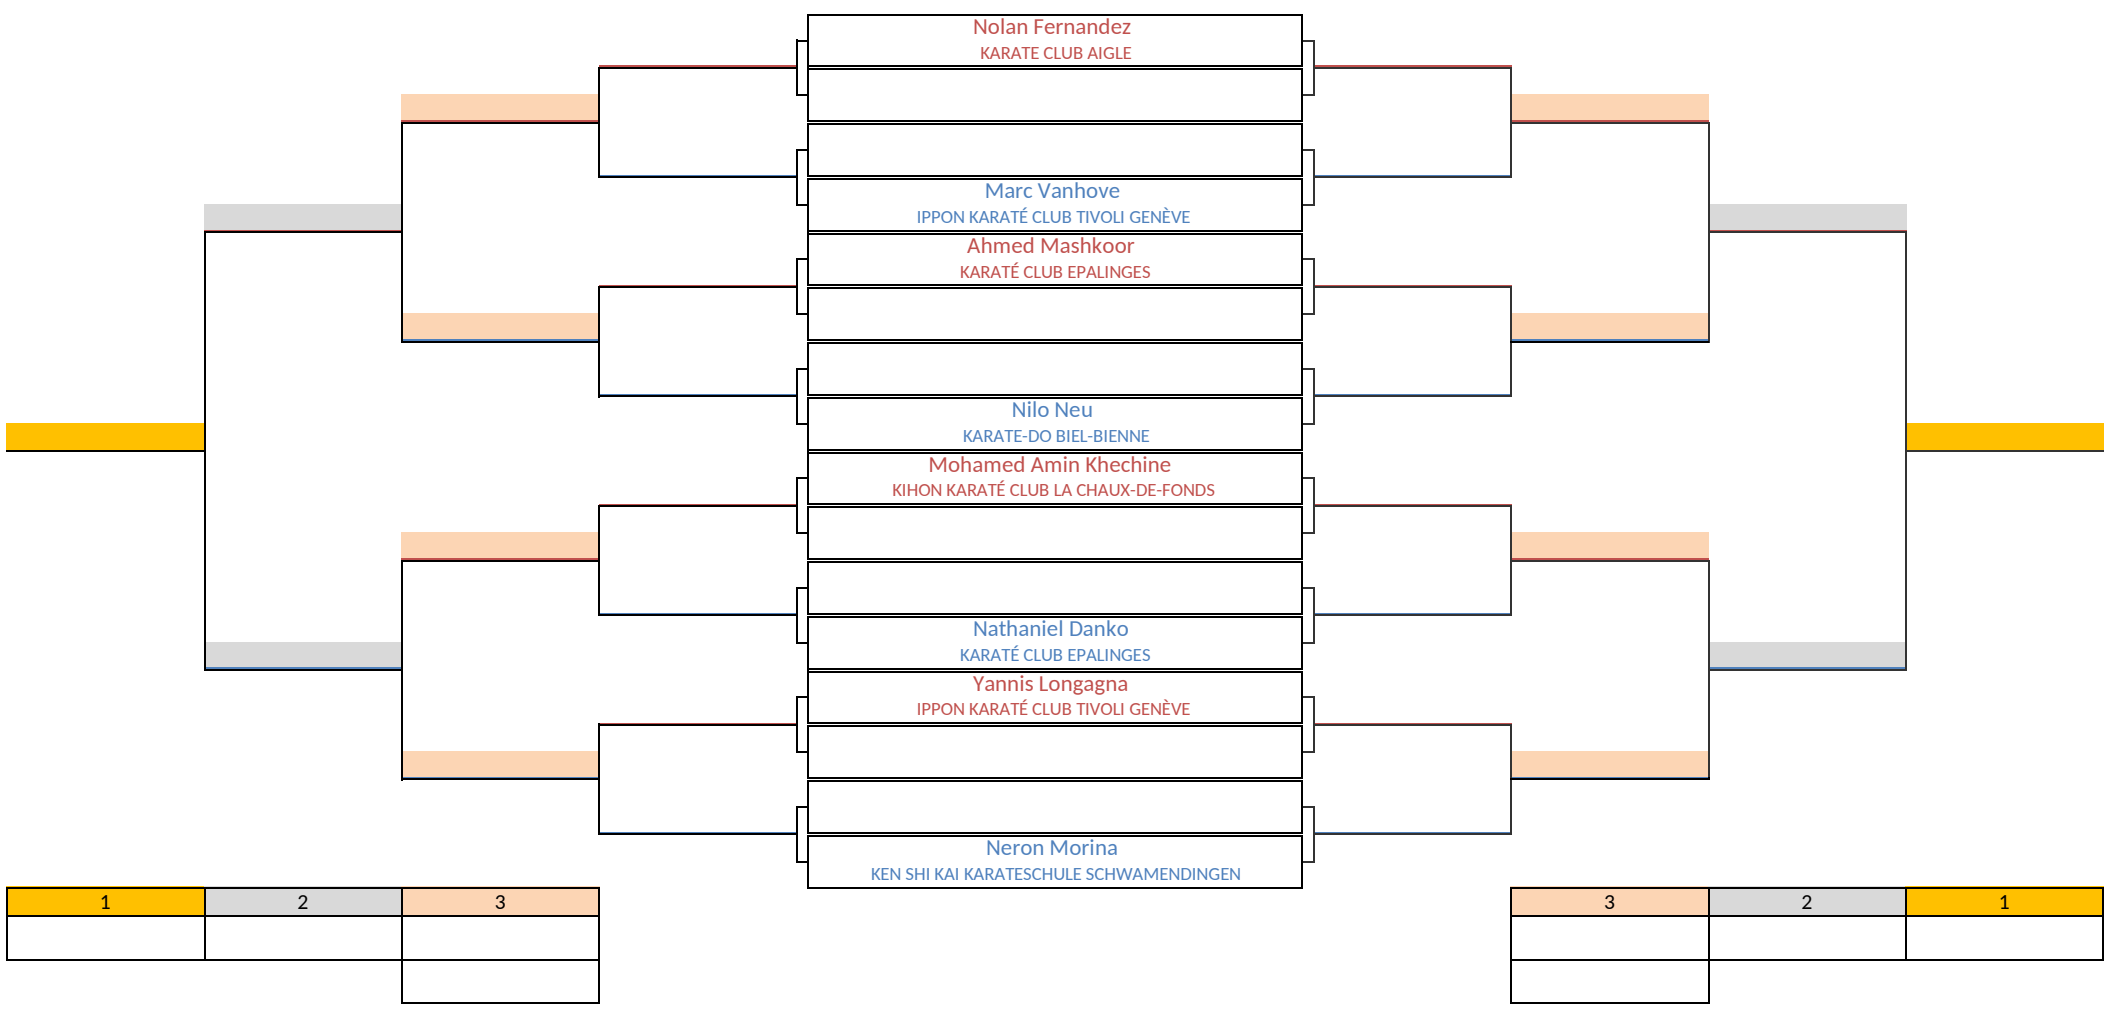 Nolan Fernandez
KARATE CLUB AIGLE
Marc Vanhove
IPPON KARATÉ CLUB TIVOLI GENÈVE
Ahmed Mashkoor
KARATÉ CLUB EPALINGES
Nilo Neu
KARATE-DO BIEL-BIENNE
Mohamed Amin Khechine
KIHON KARATÉ CLUB LA CHAUX-DE-FONDS
Nathaniel Danko
KARATÉ CLUB EPALINGES
Yannis Longagna
IPPON KARATÉ CLUB TIVOLI GENÈVE
Neron Morina
KEN SHI KAI KARATESCHULE SCHWAMENDINGEN
1 2 3
3 2 1